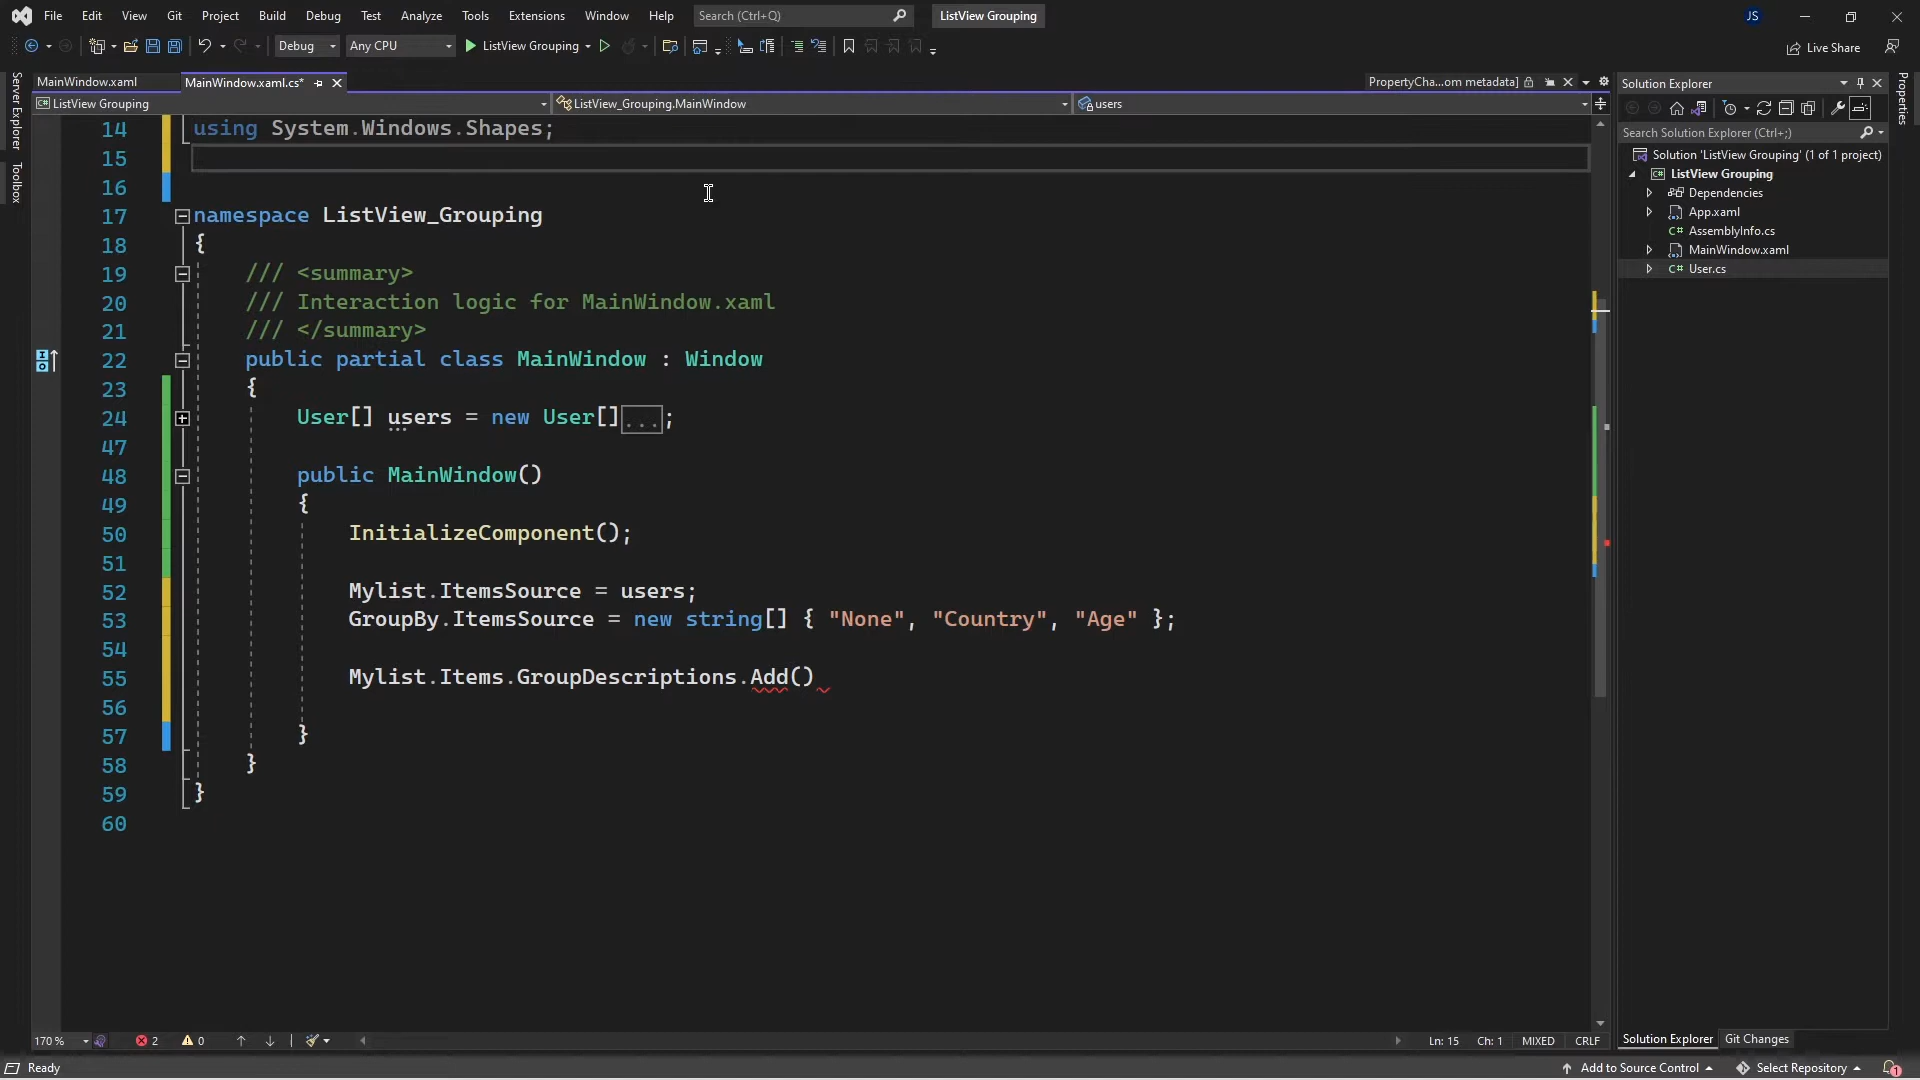 File Edit View Git Project Build Debug Test Analyze Tools Extensions Window Help Search (Ctrl+Q) ListView Grouping JS
Debug Any CPU ListView Grouping Live Share
MainWindow.xaml MainWindow.xaml.cs* PropertyCha...om metadata]
ListView Grouping ListView_Grouping.MainWindow users
Server Explorer
Toolbox
14 using System.Windows.Shapes;
15
16
17 namespace ListView_Grouping
18 {
19 /// <summary>
20 /// Interaction logic for MainWindow.xaml
21 /// </summary>
22 public partial class MainWindow : Window
23 {
24 User[] users = new User[]...;
47
48 public MainWindow()
49 {
50 InitializeComponent();
51
52 Mylist.ItemsSource = users;
53 GroupBy.ItemsSource = new string[] { "None", "Country", "Age" };
54
55 Mylist.Items.GroupDescriptions.Add()
56
57 }
58 }
59 }
60
170 % 2 0 Ln: 15 Ch: 1 MIXED CRLF
Solution Explorer
Search Solution Explorer (Ctrl+;)
Solution 'ListView Grouping' (1 of 1 project)
C# ListView Grouping
Dependencies
App.xaml
C# AssemblyInfo.cs
MainWindow.xaml
C# User.cs
Solution Explorer Git Changes
Properties
Ready Add to Source Control Select Repository 1